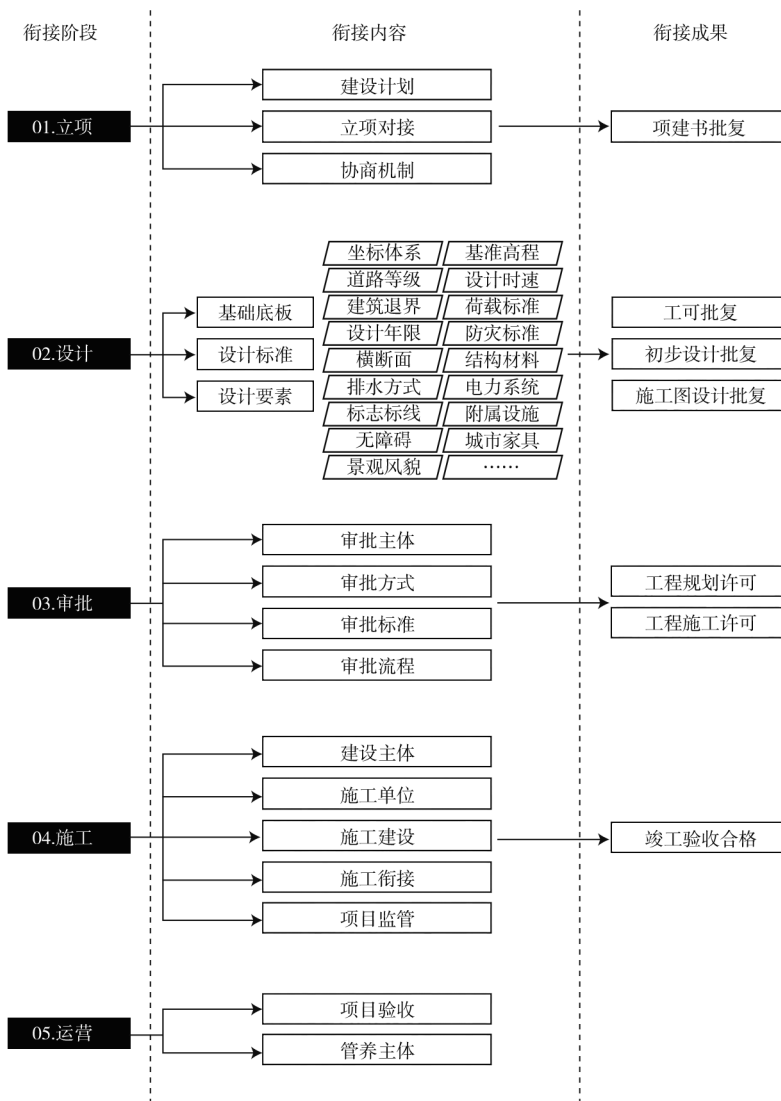 衔接阶段 衔接内容 衔接成果
01.立项
建设计划
立项对接
协商机制
项建书批复
02.设计
基础底板
设计标准
设计要素
坐标体系 基准高程
道路等级 设计时速
建筑退界 荷载标准
设计年限 防灾标准
横断面 结构材料
排水方式 电力系统
标志标线 附属设施
无障碍 城市家具
景观风貌 ……
工可批复
初步设计批复
施工图设计批复
03.审批
审批主体
审批方式
审批标准
审批流程
工程规划许可
工程施工许可
04.施工
建设主体
施工单位
施工建设
施工衔接
项目监管
竣工验收合格
05.运营
项目验收
管养主体